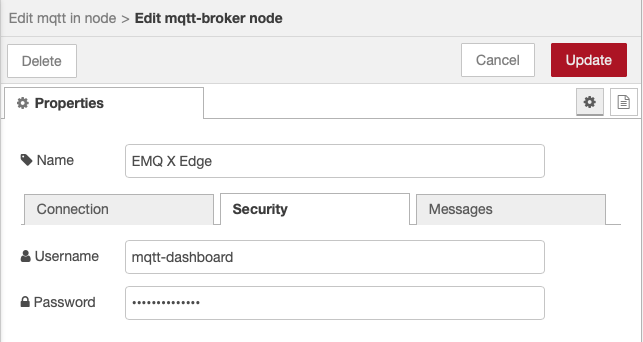 Edit mqtt in node > Edit mqtt-broker node
Delete Cancel Update
Properties
Name EMQ X Edge
Connection Security Messages
Username mqtt-dashboard
Password ••••••••••••••